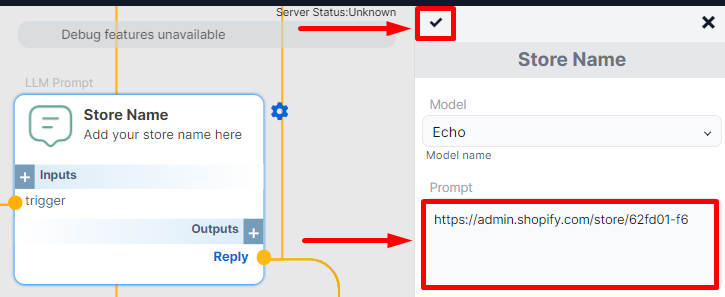 Server Status:Unknown
Debug features unavailable
LLM Prompt
Store Name
Add your store name here
Inputs
trigger
Outputs
Reply
Store Name
Model
Echo
Model name
Prompt
https://admin.shopify.com/store/62fd01-f6